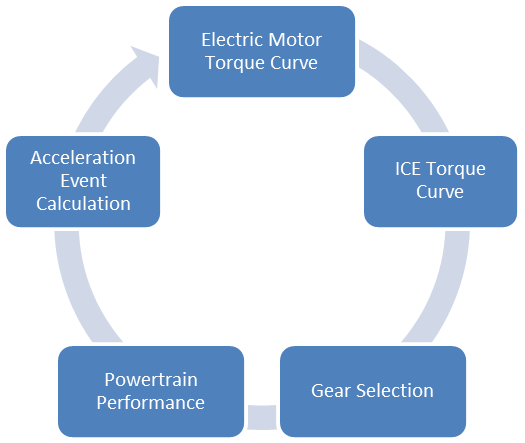 Electric Motor
Torque Curve
ICE Torque
Curve
Gear Selection
Powertrain
Performance
Acceleration
Event
Calculation